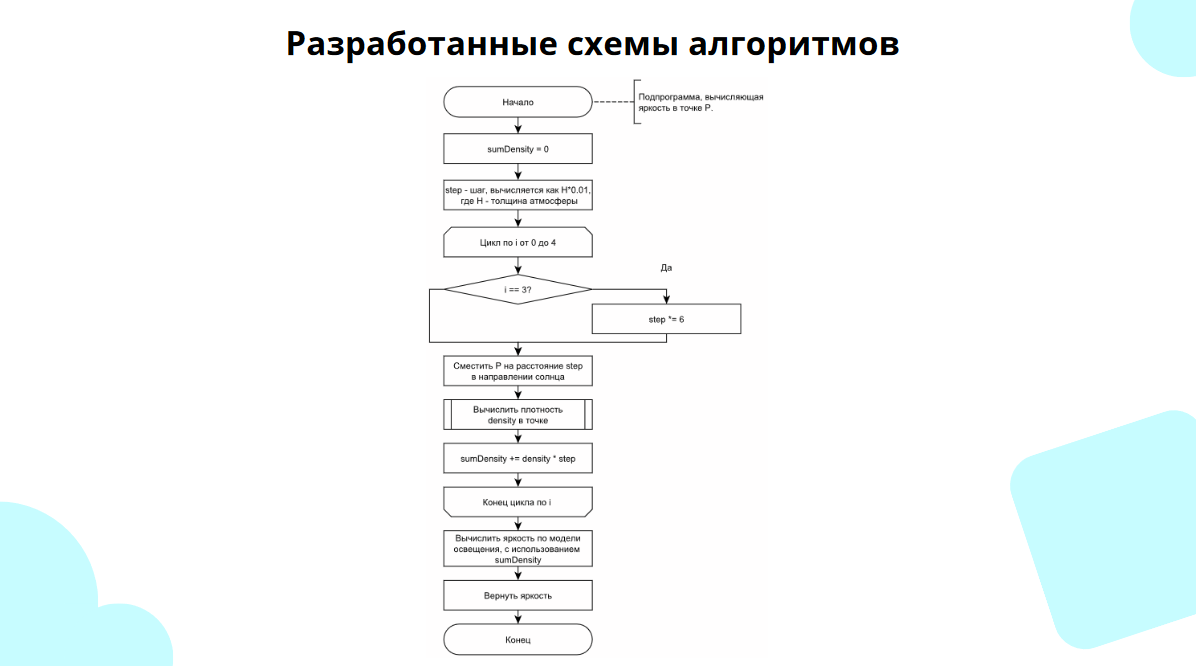 Разработанные схемы алгоритмов
Начало
Подпрограмма, вычисляющая
яркость в точке P.
sumDensity = 0
step - шаг, вычисляется как H*0.01,
где H - толщина атмосферы
Цикл по i от 0 до 4
Да
i == 3?
step *= 6
Сместить P на расстояние step
в направлении солнца
Вычислить плотность
density в точке
sumDensity += density * step
Конец цикла по i
Вычислить яркость по модели
освещения, с использованием
sumDensity
Вернуть яркость
Конец